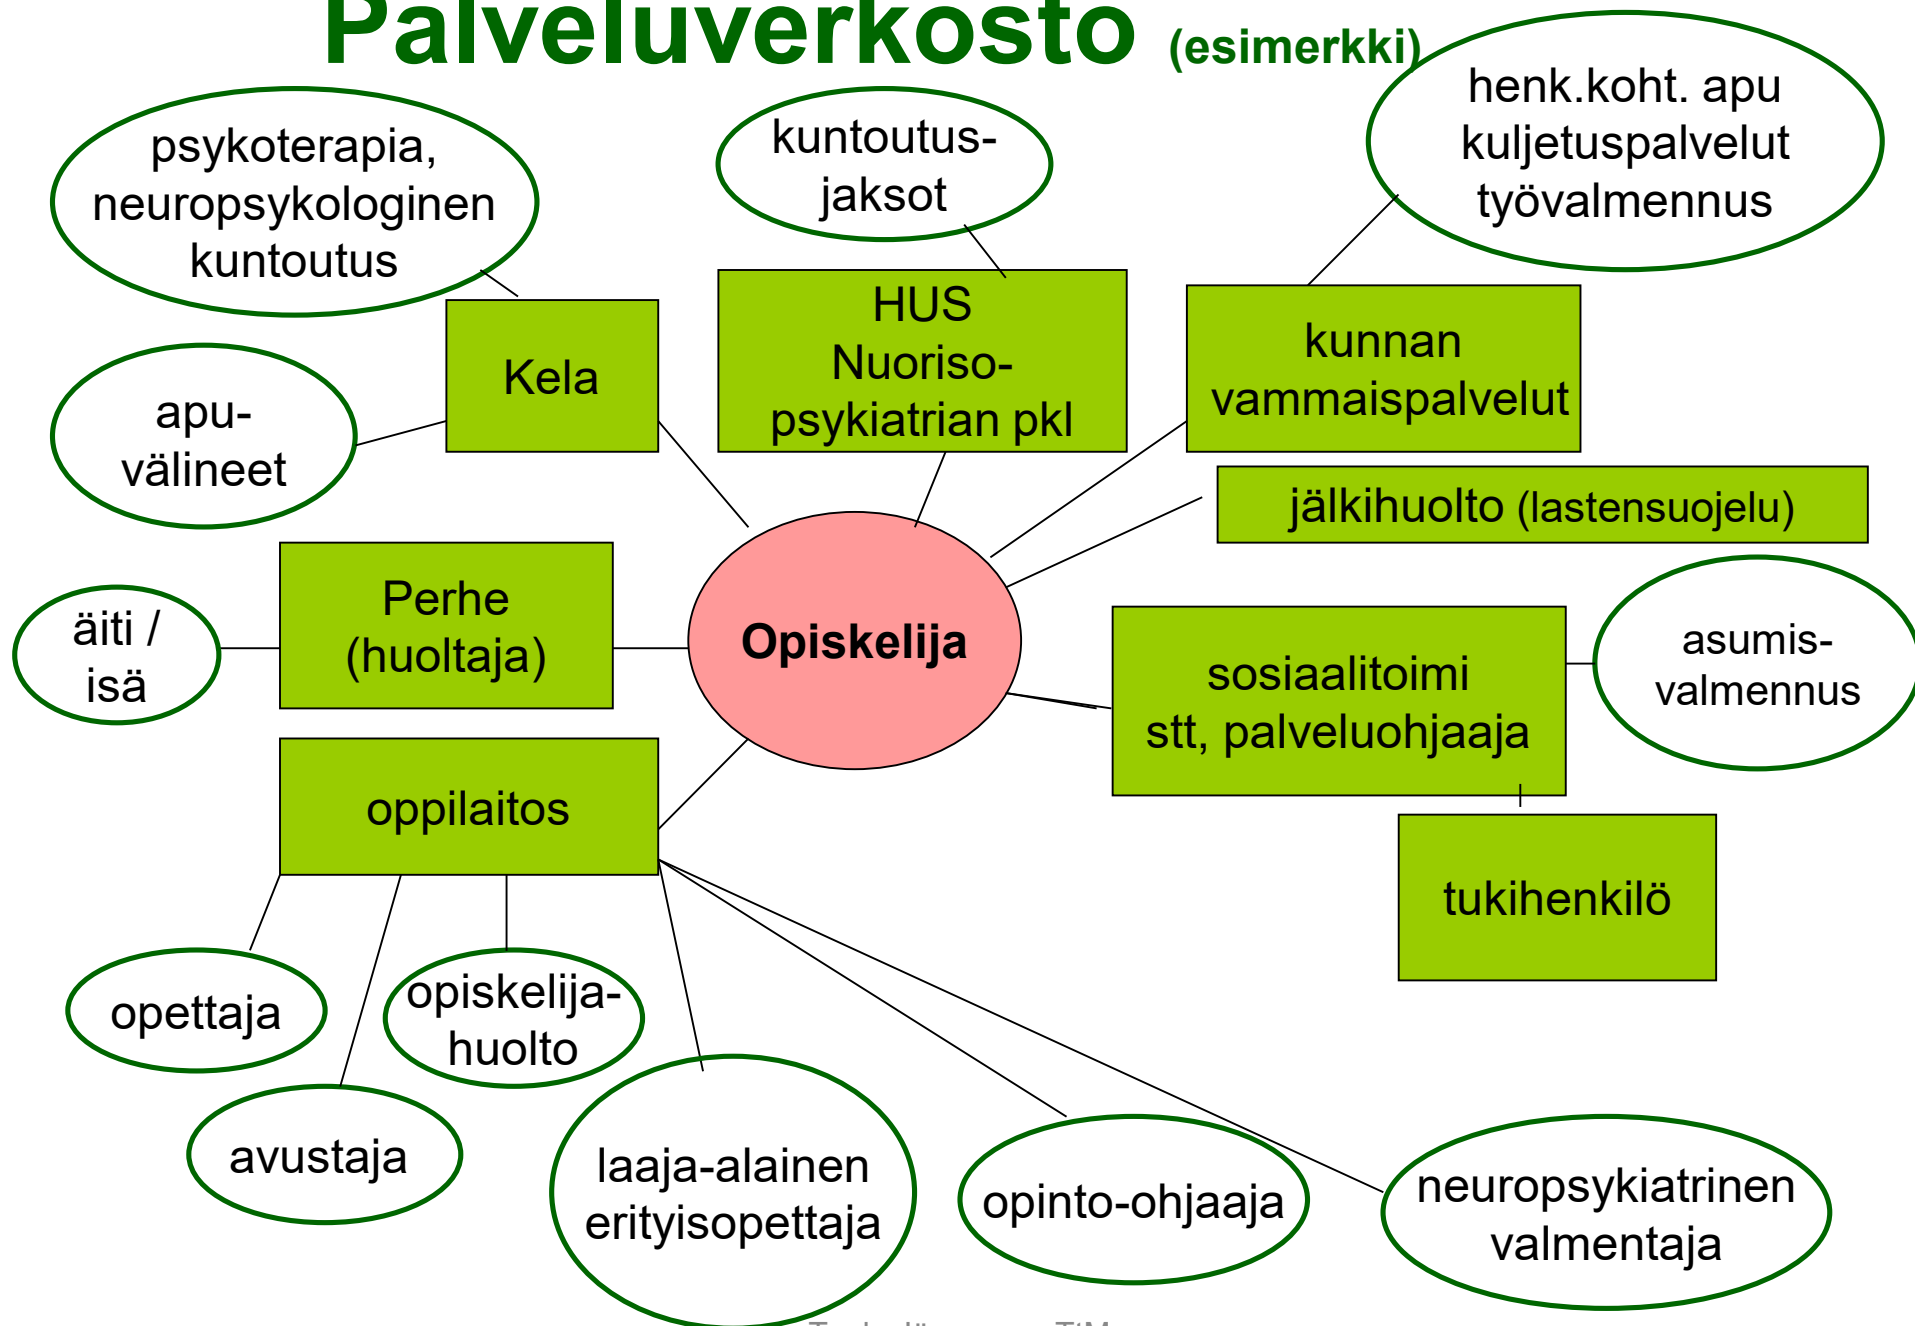 Palveluverkosto (esimerkki)
psykoterapia,
neuropsykologinen
kuntoutus
kuntoutus-
jaksot
henk.koht. apu
kuljetuspalvelut
työvalmennus
Kela
HUS
Nuoriso-
psykiatrian pkl
kunnan
vammaispalvelut
apu-
välineet
jälkihuolto (lastensuojelu)
Perhe
(huoltaja)
äiti /
isä
Opiskelija
sosiaalitoimi
stt, palveluohjaaja
asumis-
valmennus
oppilaitos
tukihenkilö
opettaja
opiskelija-
huolto
avustaja
laaja-alainen
erityisopettaja
opinto-ohjaaja
neuropsykiatrinen
valmentaja